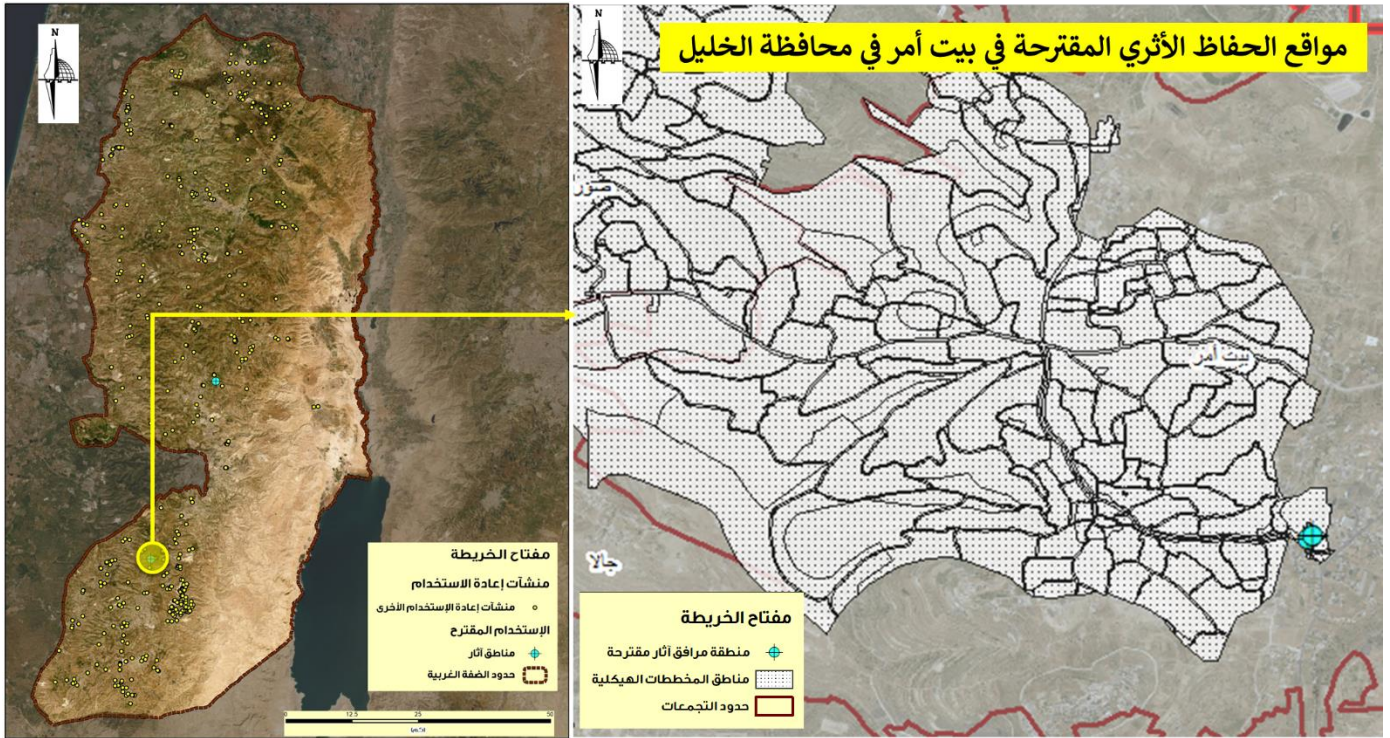 مواقع الحفاظ الأثري المقترحة في بيت أمر في محافظة الخليل
N
N
صور
بيت أمر
جالا
مفتاح الخريطة
منطقة مرافق آثار مقترحة
مناطق المخططات الهيكلية
حدود التجمعات
مفتاح الخريطة
منشآت إعادة الاستخدام
منشآت إعادة الإستخدام الأخرى
الإستخدام المقترح
مناطق آثار
حدود الضفة الغربية
0 12.5 25 50